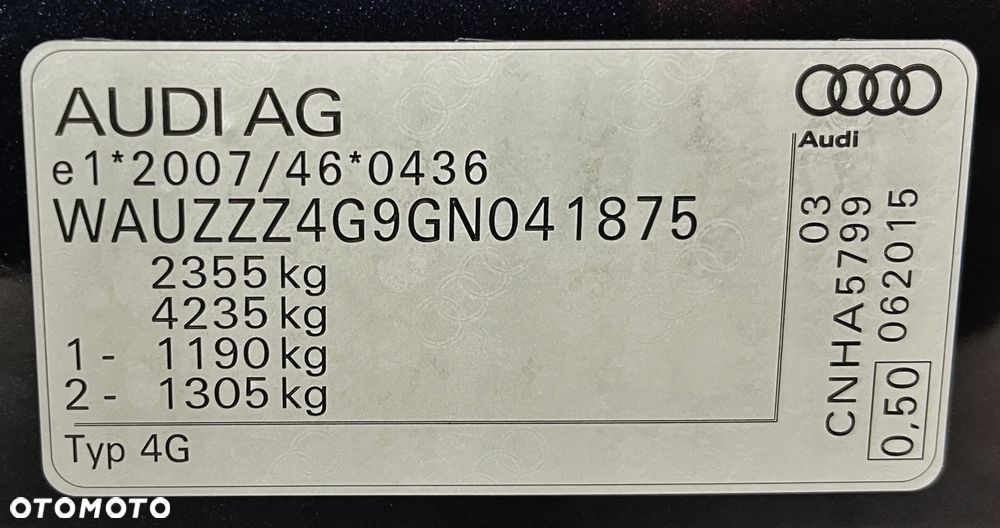 AUDI AG
e1*2007/46*0436
WAUZZZ4G9GN041875
2355 kg
4235 kg
1 - 1190 kg
2 - 1305 kg
Typ 4G
Audi
03
CNHA5799
0,50 062015
OTOMOTO